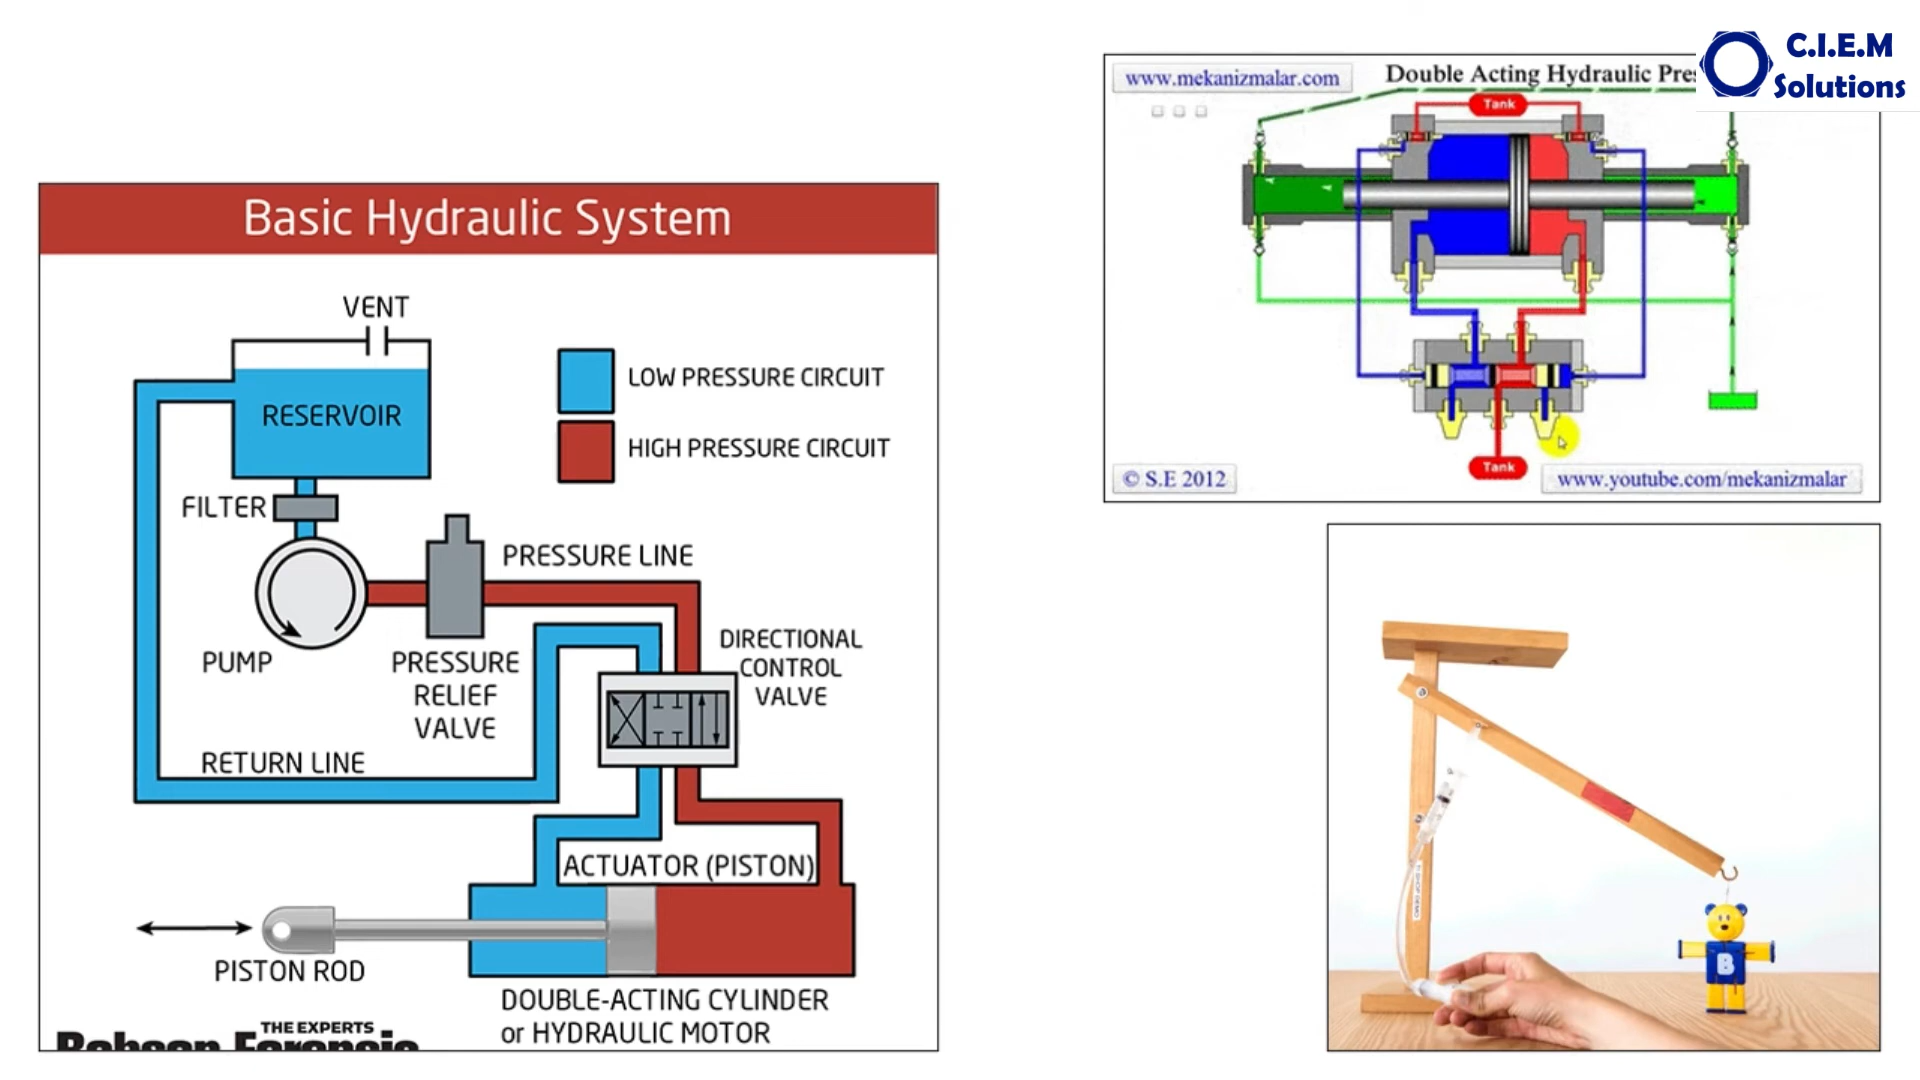 C.I.E.M
Solutions
Basic Hydraulic System
VENT
RESERVOIR
LOW PRESSURE CIRCUIT
HIGH PRESSURE CIRCUIT
FILTER
PRESSURE LINE
PUMP
PRESSURE
RELIEF
VALVE
DIRECTIONAL
CONTROL
VALVE
RETURN LINE
ACTUATOR (PISTON)
PISTON ROD
DOUBLE-ACTING CYLINDER
or HYDRAULIC MOTOR
THE EXPERTS
www.mekanizmalar.com
Double Acting Hydraulic Pres
Tank
Tank
© S.E 2012
www.youtube.com/mekanizmalar
B